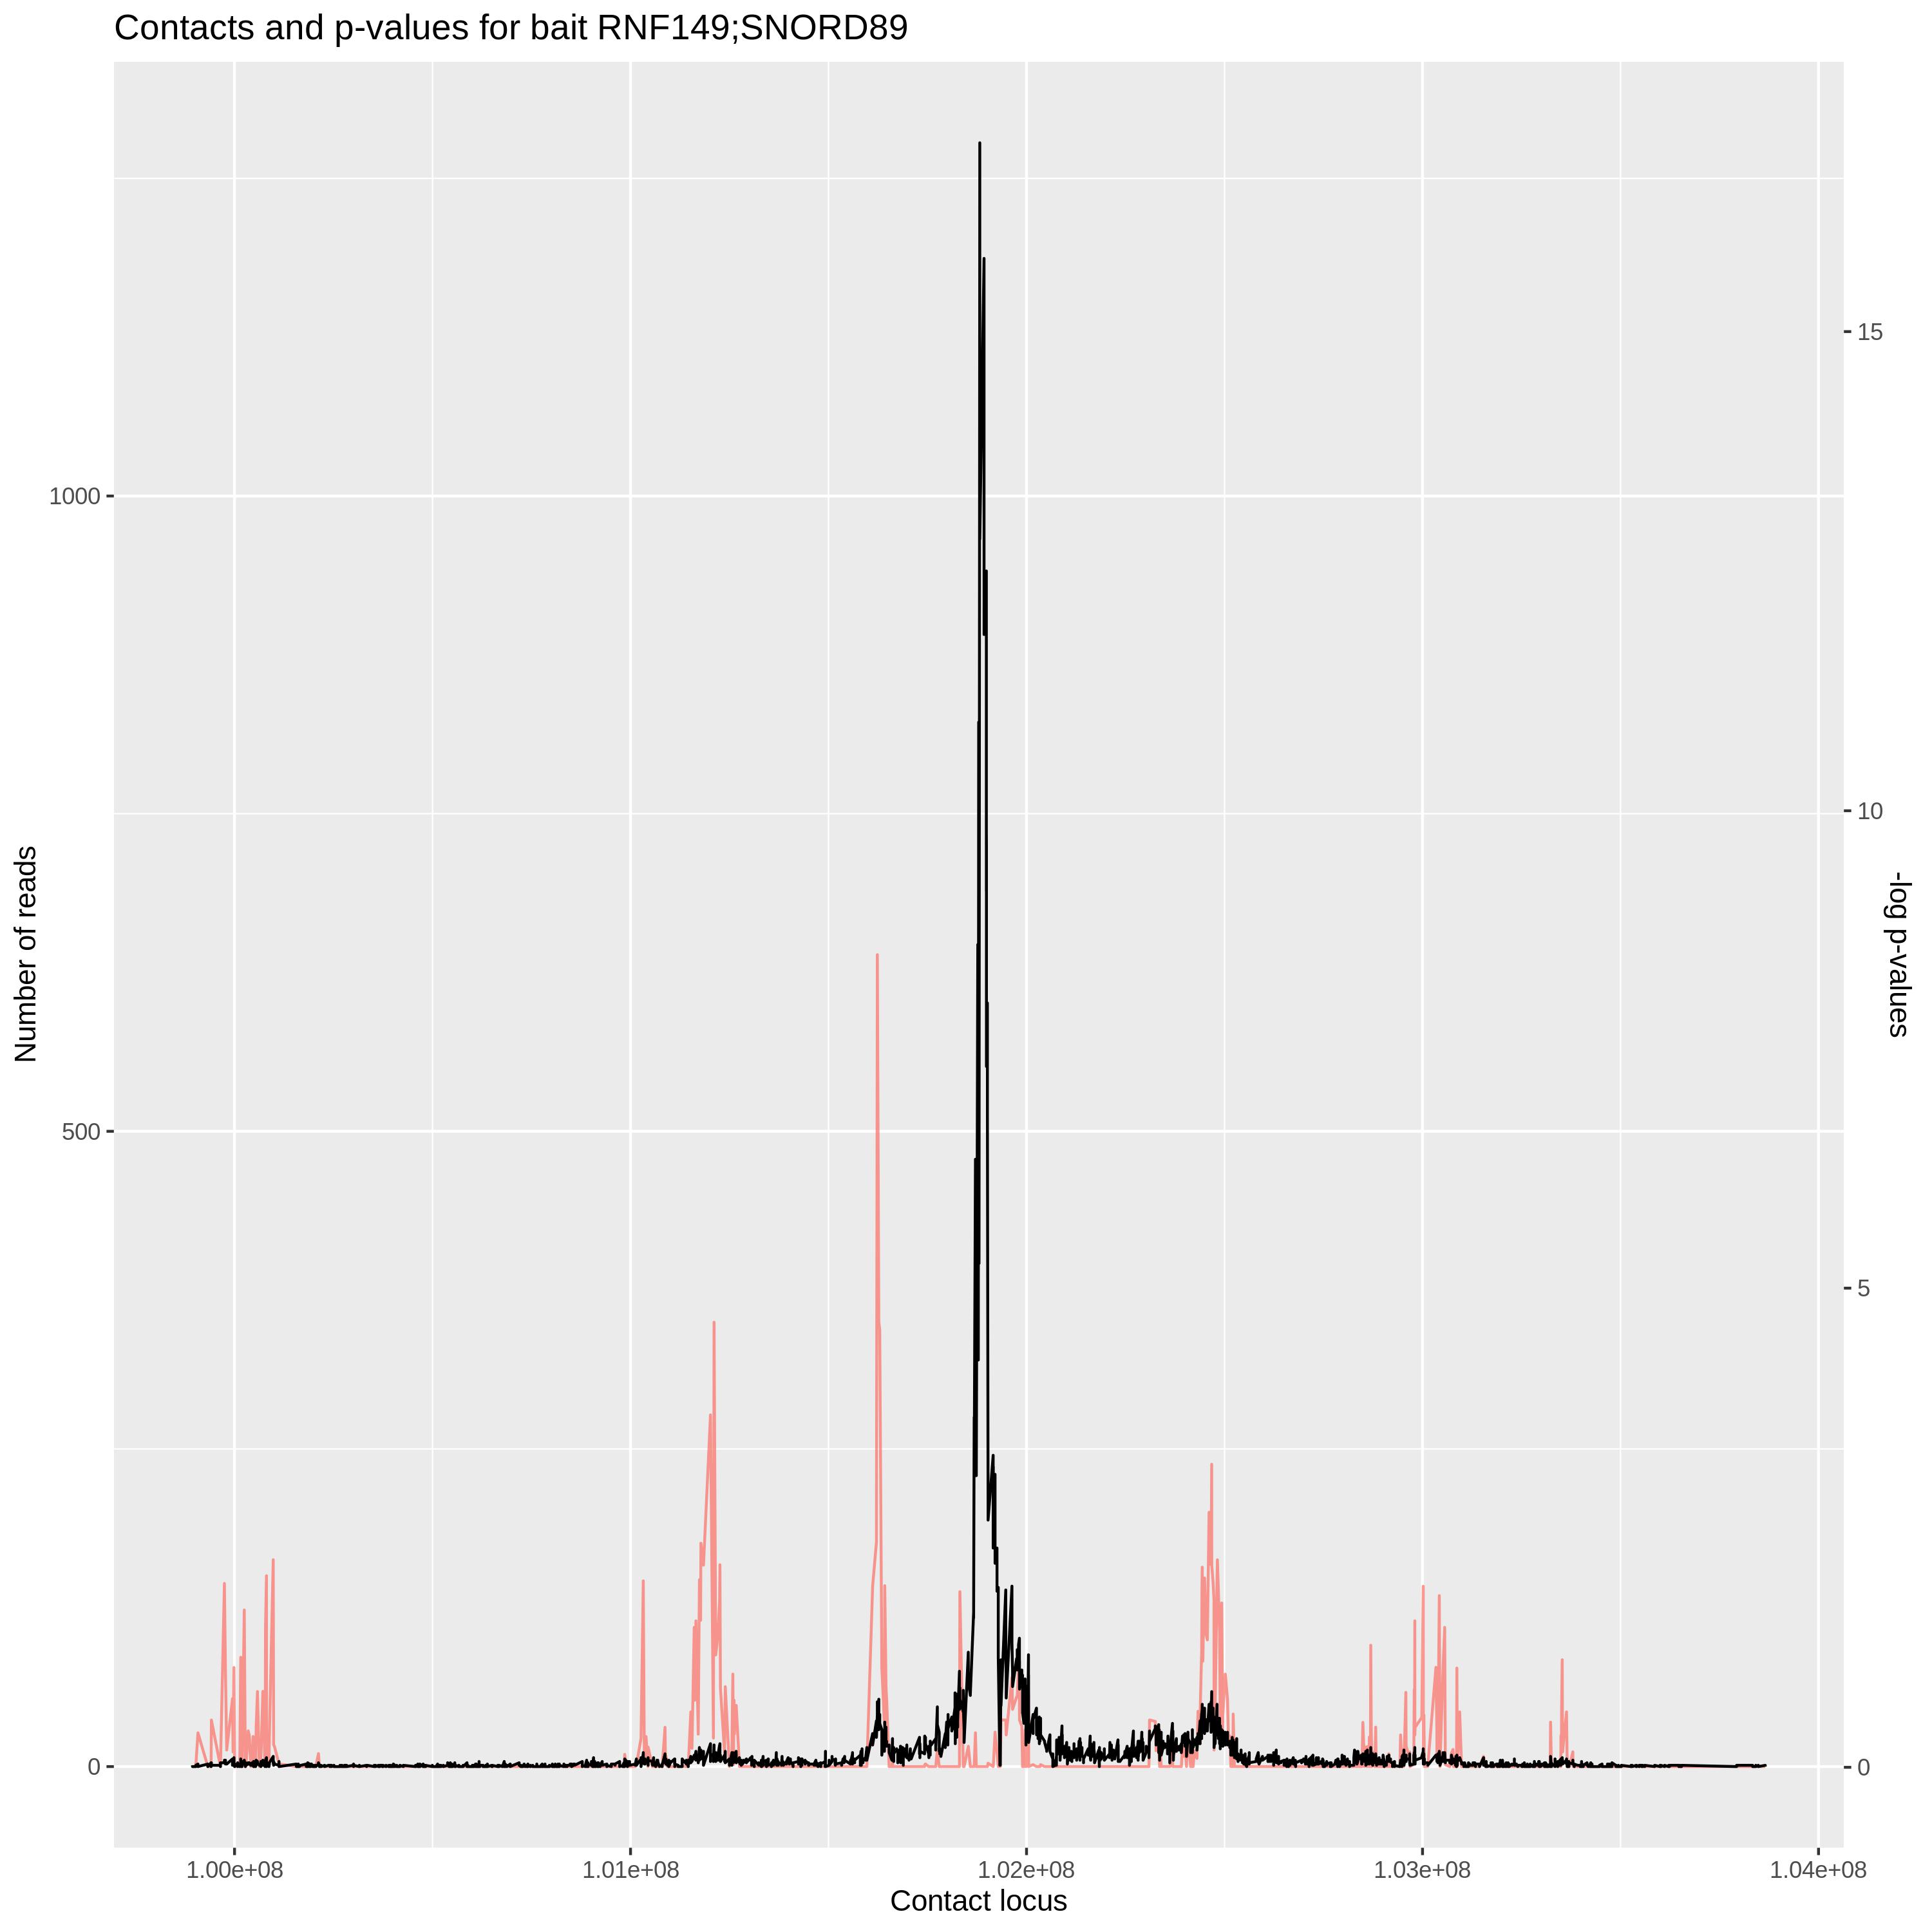 Contacts and p-values for bait RNF149;SNORD89
Number of reads
1000
500
0
15
10
5
0
-log p-values
1.00e+08 1.01e+08 1.02e+08 1.03e+08 1.04e+08
Contact locus